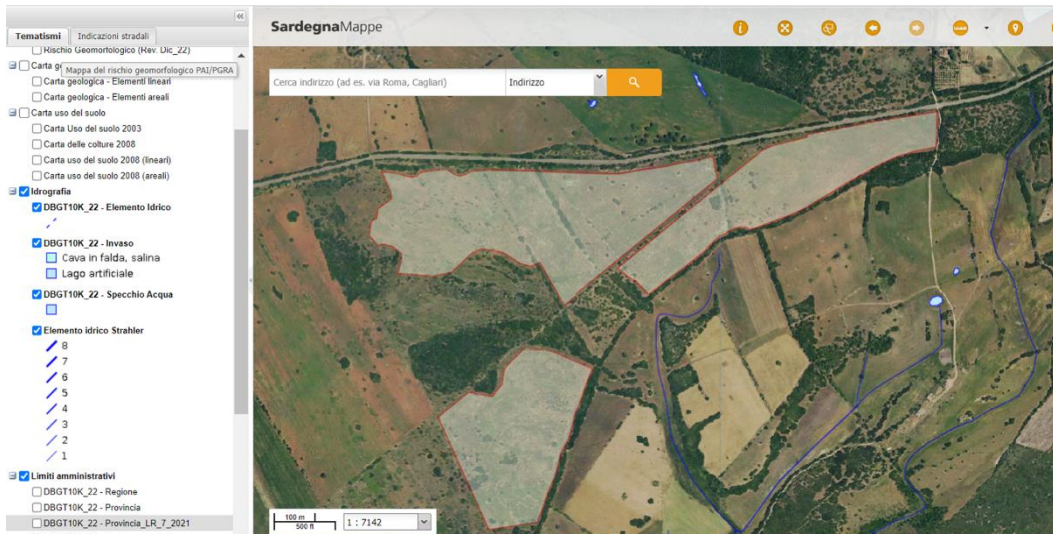 Tematismi
Indicazioni stradali
SardegnaMappe
Rischio Geomorfologico (Rev. Dic_22)
Carta ge
Mappa del rischio geomorfologico PAI/PGRA
Carta geologica - Elementi lineari
Carta geologica - Elementi areali
Carta uso del suolo
Carta Uso del suolo 2003
Carta delle colture 2008
Carta uso del suolo 2008 (lineari)
Carta uso del suolo 2008 (areali)
Idrografia
DBGT10K_22 - Elemento Idrico
DBGT10K_22 - Invaso
Cava in falda, salina
Lago artificiale
DBGT10K_22 - Specchio Acqua
Elemento idrico Strahler
8
7
6
5
4
3
2
1
Limiti amministrativi
DBGT10K_22 - Regione
DBGT10K_22 - Provincia
DBGT10K_22 - Provincia_LR_7_2021
Cerca indirizzo (ad es. via Roma, Cagliari)
Indirizzo
100 m
500 ft
1 : 7142